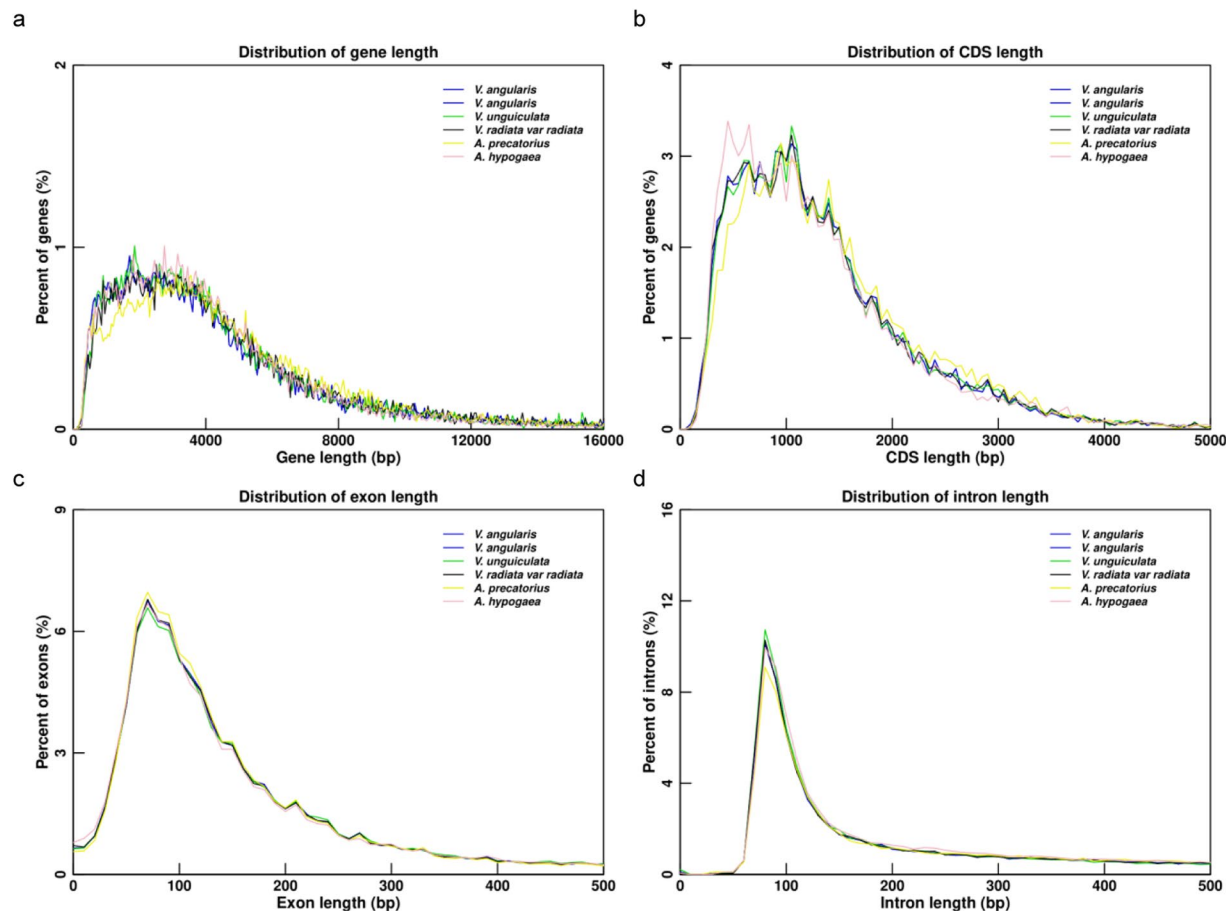 a
Distribution of gene length
Percent of genes (%)
2
1
0
V. angularis
V. angularis
V. unguiculata
V. radiata var radiata
A. precatorius
A. hypogaea
0 4000 8000 12000 16000
Gene length (bp)
b
Distribution of CDS length
Percent of genes (%)
4
3
2
1
0
V. angularis
V. angularis
V. unguiculata
V. radiata var radiata
A. precatorius
A. hypogaea
0 1000 2000 3000 4000 5000
CDS length (bp)
c
Distribution of exon length
Percent of exons (%)
9
6
3
0
V. angularis
V. angularis
V. unguiculata
V. radiata var radiata
A. precatorius
A. hypogaea
0 100 200 300 400 500
Exon length (bp)
d
Distribution of intron length
Percent of introns (%)
16
12
8
4
0
V. angularis
V. angularis
V. unguiculata
V. radiata var radiata
A. precatorius
A. hypogaea
0 100 200 300 400 500
Intron length (bp)